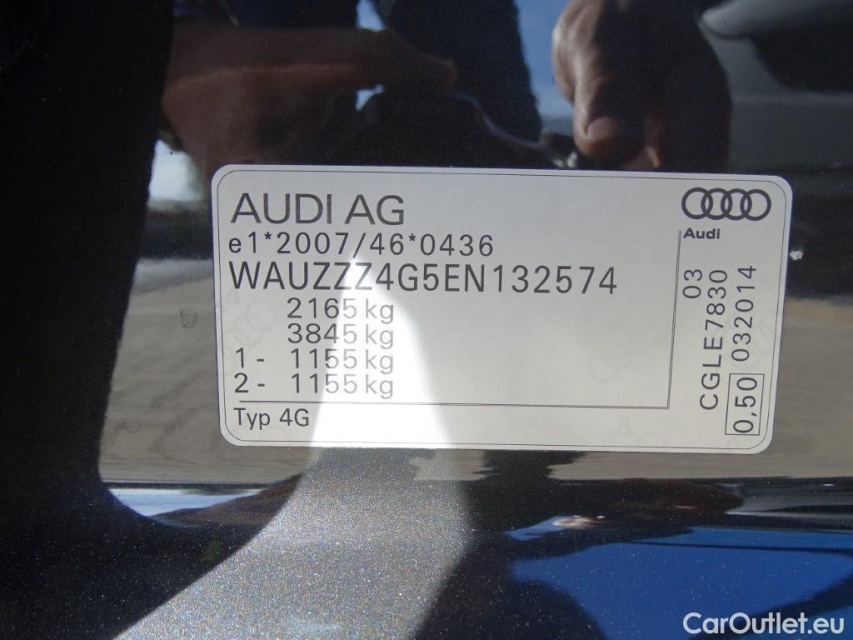 AUDI AG
e1*2007/46*0436
WAUZZZ4G5EN132574
2165 kg
3845 kg
1 - 1155 kg
2 - 1155 kg
Typ 4G
Audi
03
CGLE7830
0,50 032014
CarOutlet.eu